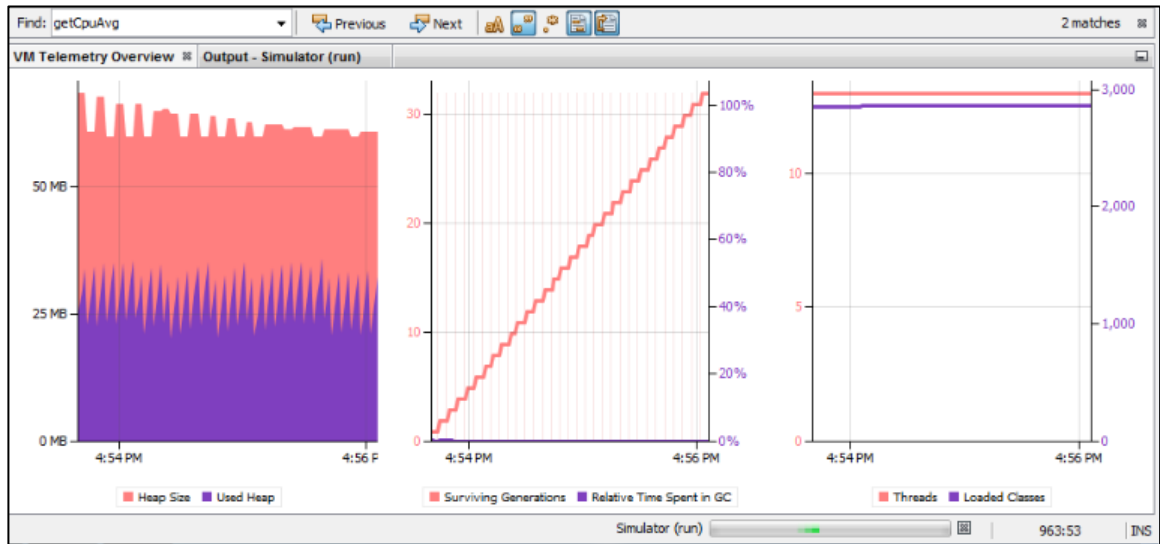 Find: getCpuAvg Previous Next aA 2 matches
VM Telemetry Overview Output - Simulator (run)
50 MB
25 MB
0 MB
4:54 PM 4:56 P
Heap Size Used Heap
30
20
10
0
100%
80%
60%
40%
20%
0%
4:54 PM 4:56 PM
Surviving Generations Relative Time Spent in GC
10
5
0
3,000
2,000
1,000
0
4:54 PM 4:56 PM
Threads Loaded Classes
Simulator (run) 963:53 INS